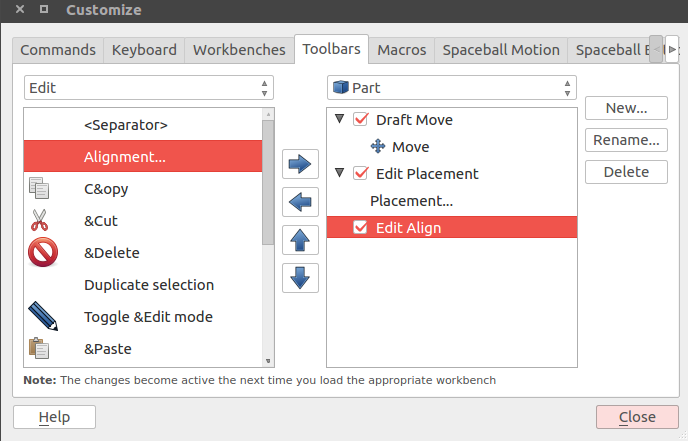 Customize
Commands Keyboard Workbenches Toolbars Macros Spaceball Motion Spaceball
Edit
Part
<Separator>
Alignment...
C&opy
&Cut
&Delete
Duplicate selection
Toggle &Edit mode
&Paste
Draft Move
Move
Edit Placement
Placement...
Edit Align
New...
Rename...
Delete
Note: The changes become active the next time you load the appropriate workbench
Help
Close